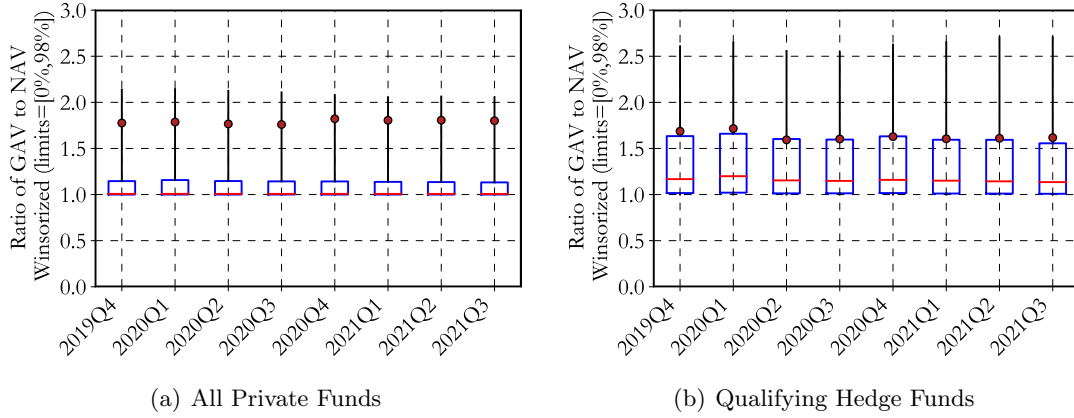 Ratio of GAV to NAV
Winsorized (limits=[0%,98%])
3.0
2.5
2.0
1.5
1.0
0.5
0.0
2019Q4
2020Q1
2020Q2
2020Q3
2020Q4
2021Q1
2021Q2
2021Q3
(a) All Private Funds
Ratio of GAV to NAV
Winsorized (limits=[0%,98%])
3.0
2.5
2.0
1.5
1.0
0.5
0.0
2019Q4
2020Q1
2020Q2
2020Q3
2020Q4
2021Q1
2021Q2
2021Q3
(b) Qualifying Hedge Funds